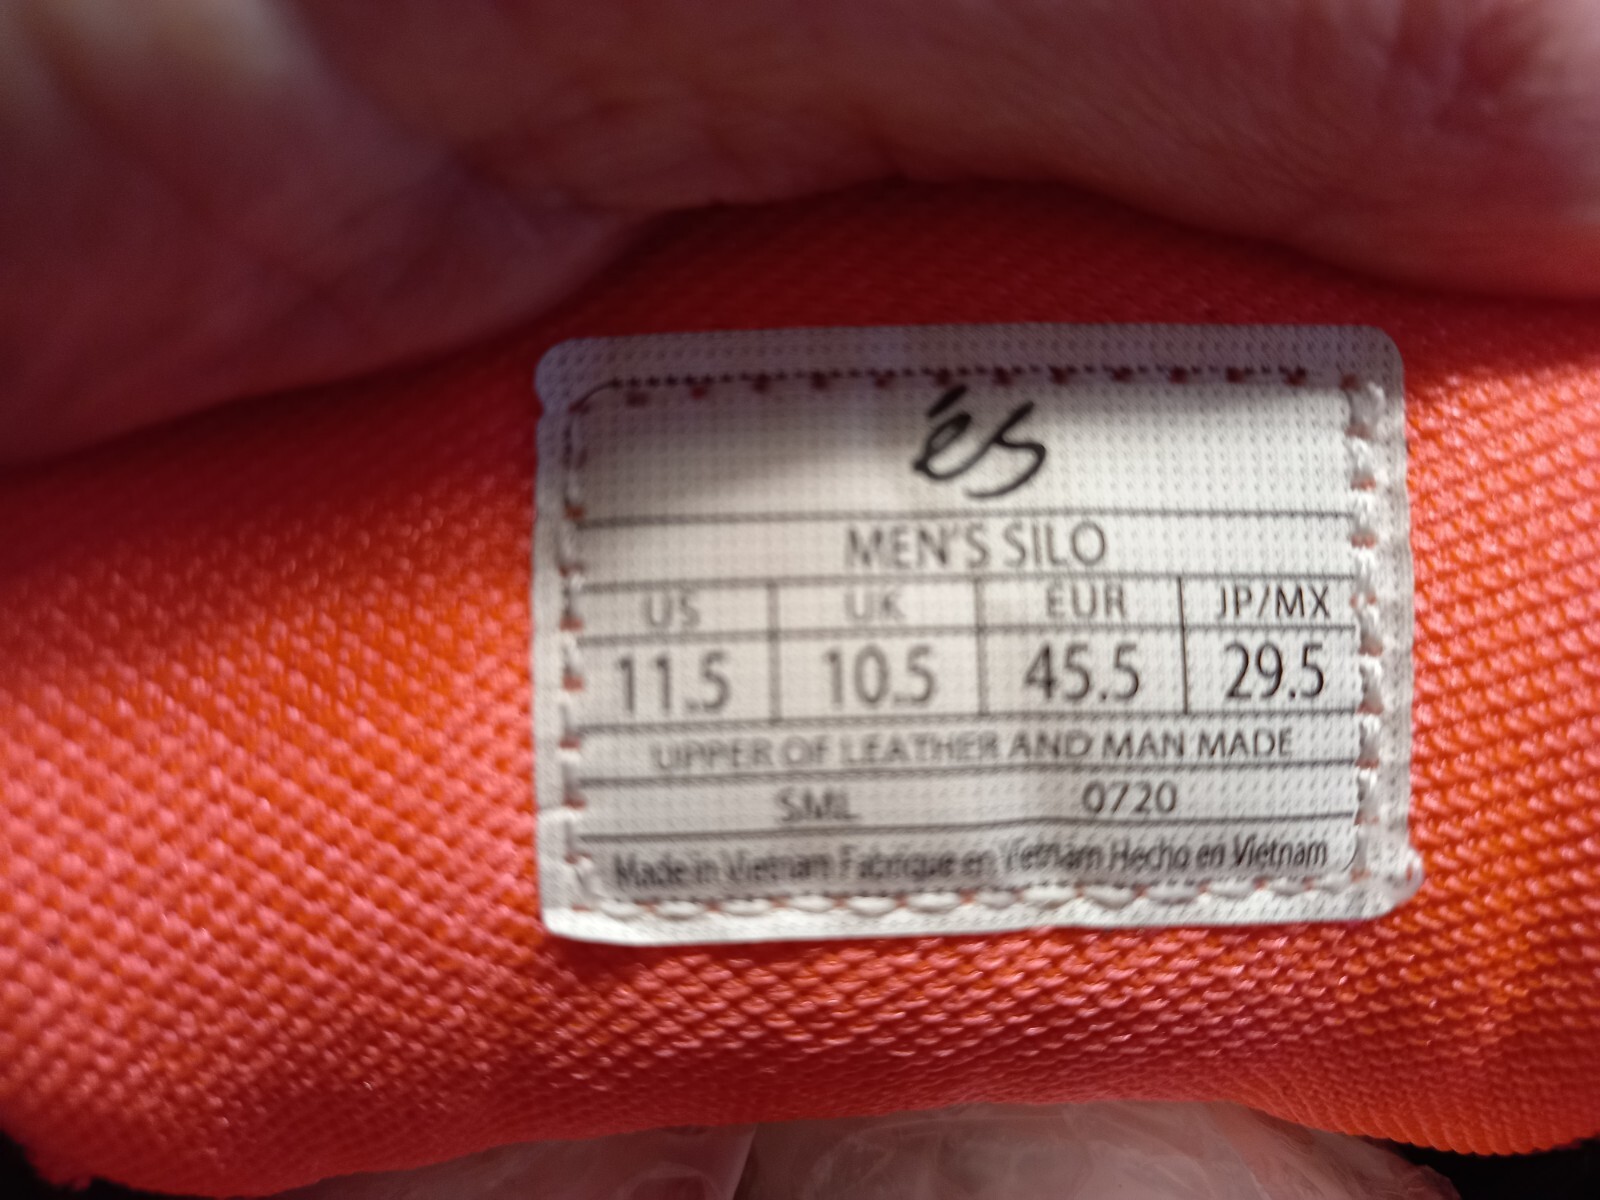 'és
MEN'S SILO
US UK EUR JP/MX
11.5 10.5 45.5 29.5
UPPER OF LEATHER AND MAN MADE
SML 0720
Made in Vietnam Fabrique en Vietnam Hecho en Vietnam